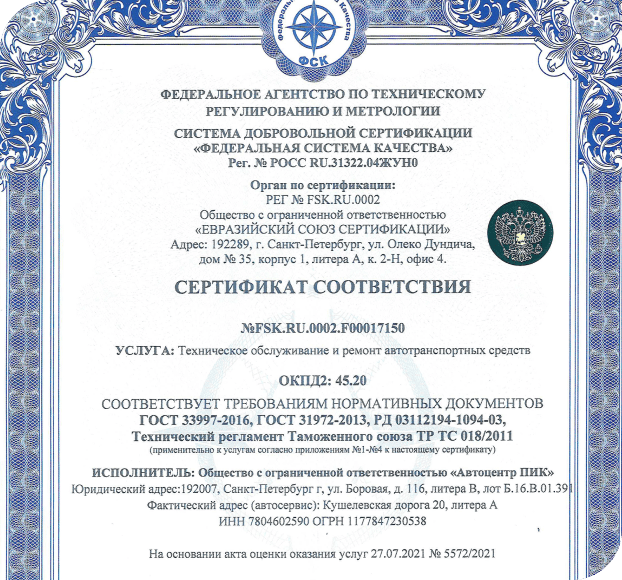 Федеральная Качества
ФСК
ФЕДЕРАЛЬНОЕ АГЕНТСТВО ПО ТЕХНИЧЕСКОМУ
РЕГУЛИРОВАНИЮ И МЕТРОЛОГИИ
СИСТЕМА ДОБРОВОЛЬНОЙ СЕРТИФИКАЦИИ
«ФЕДЕРАЛЬНАЯ СИСТЕМА КАЧЕСТВА»
Рег. № РОСС RU.31322.04ЖУН0
Орган по сертификации:
РЕГ № FSK.RU.0002
Общество с ограниченной ответственностью
«ЕВРАЗИЙСКИЙ СОЮЗ СЕРТИФИКАЦИИ»
Адрес: 192289, г. Санкт-Петербург, ул. Олеко Дундича,
дом № 35, корпус 1, литера А, к. 2-Н, офис 4.
СЕРТИФИКАТ СООТВЕТСТВИЯ
№FSK.RU.0002.F00017150
УСЛУГА: Техническое обслуживание и ремонт автотранспортных средств
ОКПД2: 45.20
СООТВЕТСТВУЕТ ТРЕБОВАНИЯМ НОРМАТИВНЫХ ДОКУМЕНТОВ
ГОСТ 33997-2016, ГОСТ 31972-2013, РД 03112194-1094-03,
Технический регламент Таможенного союза ТР ТС 018/2011
(применительно к услугам согласно приложениям №1-№4 к настоящему сертификату)
ИСПОЛНИТЕЛЬ: Общество с ограниченной ответственностью «Автоцентр ПИК»
Юридический адрес:192007, Санкт-Петербург г, ул. Боровая, д. 116, литера В, лот Б.16.В.01.391
Фактический адрес (автосервис): Кушелевская дорога 20, литера А
ИНН 7804602590 ОГРН 1177847230538
На основании акта оценки оказания услуг 27.07.2021 № 5572/2021